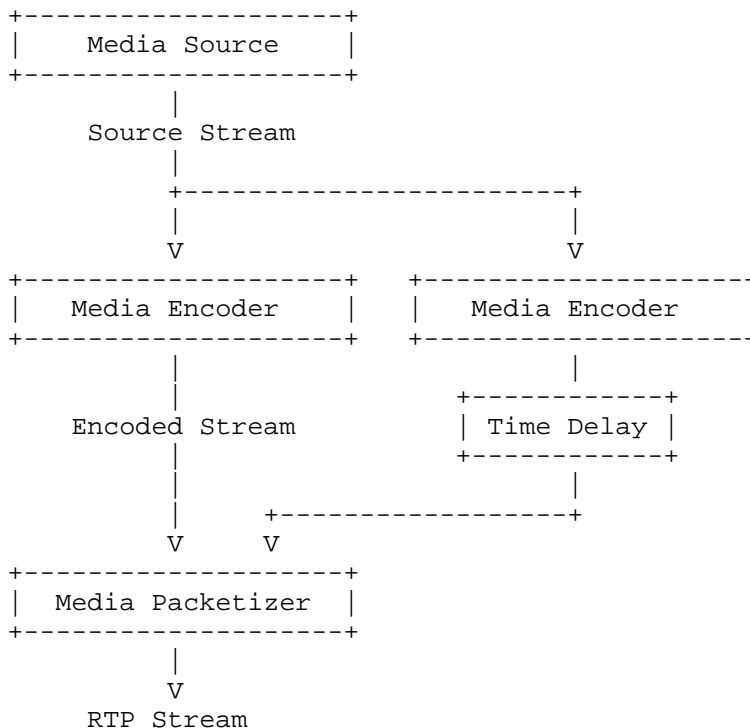 Media Source
Source Stream
Media Encoder Media Encoder
Encoded Stream Time Delay
Media Packetizer
RTP Stream